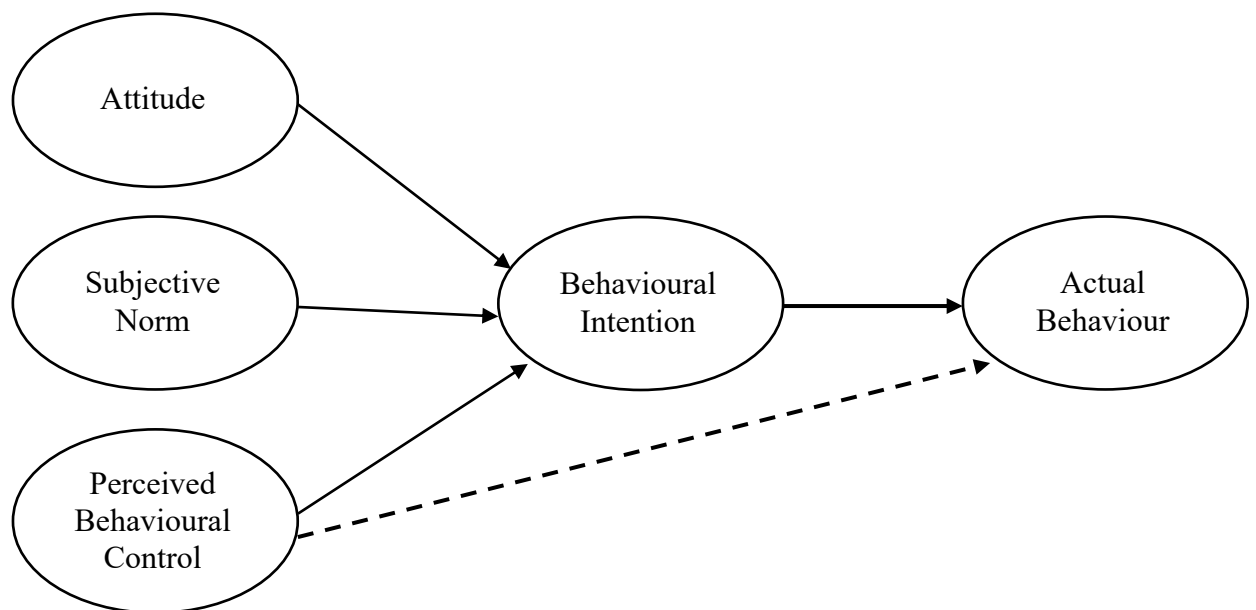 Attitude
Subjective
Norm
Perceived
Behavioural
Control
Behavioural
Intention
Actual
Behaviour